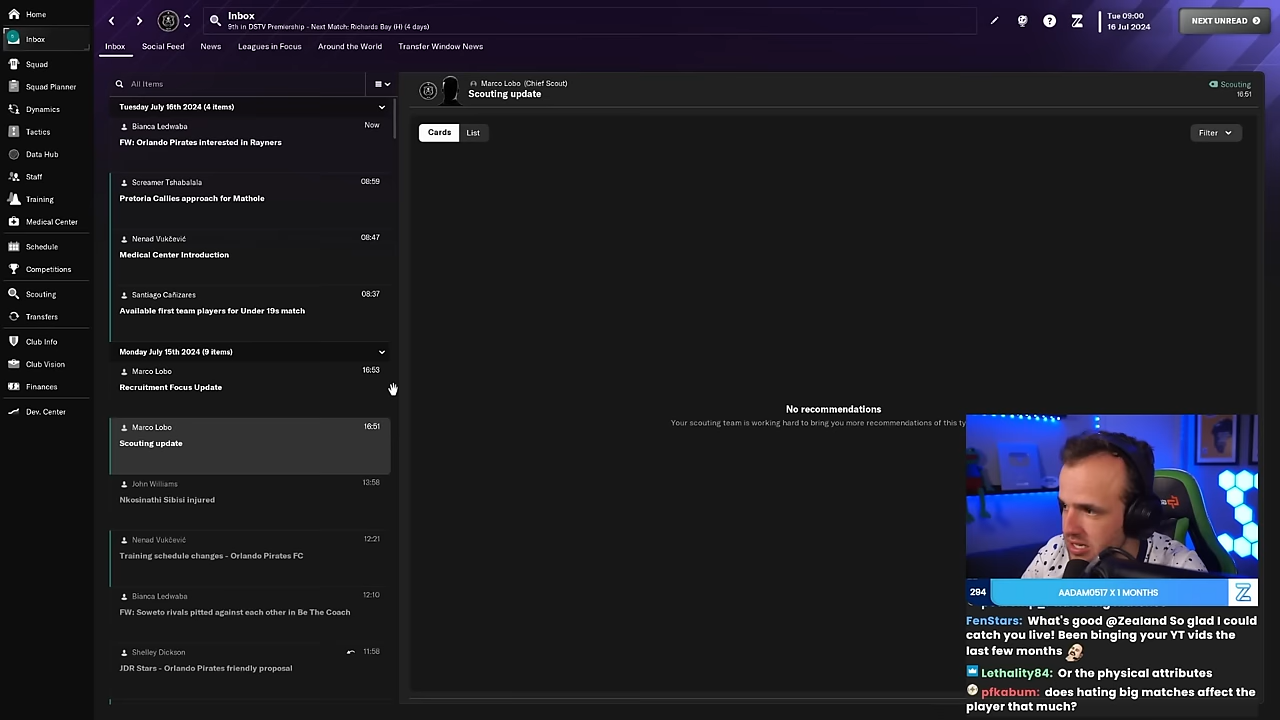 Home
Inbox
Squad
Squad Planner
Dynamics
Tactics
Data Hub
Staff
Training
Medical Center
Schedule
Competitions
Scouting
Transfers
Club Info
Club Vision
Finances
Dev. Center
Inbox
9th in DSTV Premiership - Next Match: Richards Bay (H) (4 days)
Tue 09:00
16 Jul 2024
NEXT UNREAD
Inbox
Social Feed
News
Leagues in Focus
Around the World
Transfer Window News
All Items
Tuesday July 16th 2024 (4 items)
Bianca Ledwaba
Now
FW: Orlando Pirates interested in Rayners
Screamer Tshabalala
08:59
Pretoria Callies approach for Mathole
Nenad Vukčević
08:47
Medical Center Introduction
Santiago Cañizares
08:37
Available first team players for Under 19s match
Monday July 15th 2024 (9 items)
Marco Lobo
16:53
Recruitment Focus Update
Marco Lobo
16:51
Scouting update
John Williams
13:58
Nkosinathi Sibisi injured
Nenad Vukčević
12:21
Training schedule changes - Orlando Pirates FC
Bianca Ledwaba
12:10
FW: Soweto rivals pitted against each other in Be The Coach
Shelley Dickson
11:58
JDR Stars - Orlando Pirates friendly proposal
Marco Lobo (Chief Scout)
Scouting update
Scouting
16:51
Cards
List
Filter
No recommendations
Your scouting team is working hard to bring you more recommendations of this ty
294
AADAM0517 X 1 MONTHS
Z
FenStars: What's good @Zealand So glad I could
catch you live! Been binging your YT vids the
last few months
Lethality84: Or the physical attributes
pfkabum: does hating big matches affect the
player that much?